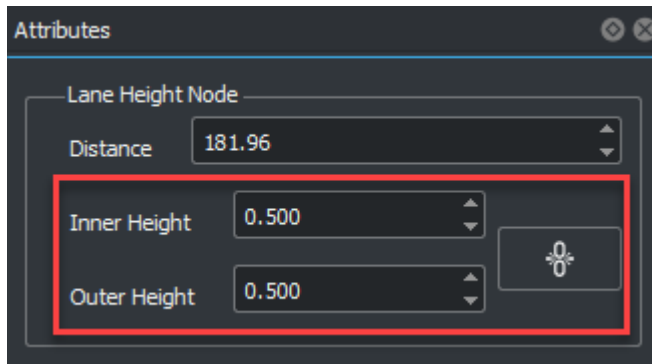 Attributes
Lane Height Node
Distance 181.96
Inner Height 0.500
Outer Height 0.500